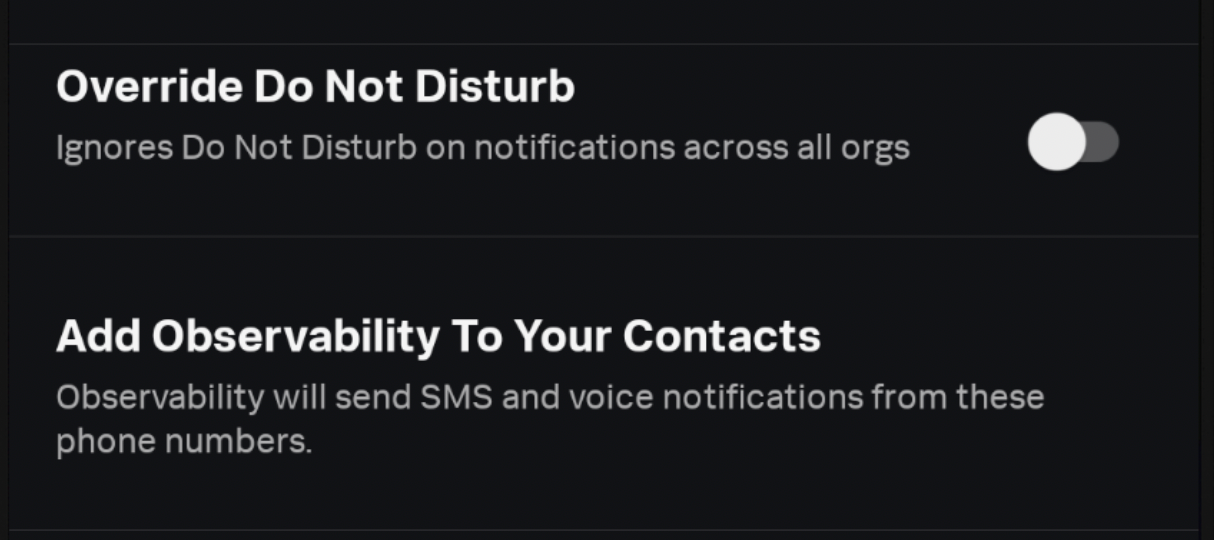 Override Do Not Disturb
Ignores Do Not Disturb on notifications across all orgs
Add Observability To Your Contacts
Observability will send SMS and voice notifications from these
phone numbers.